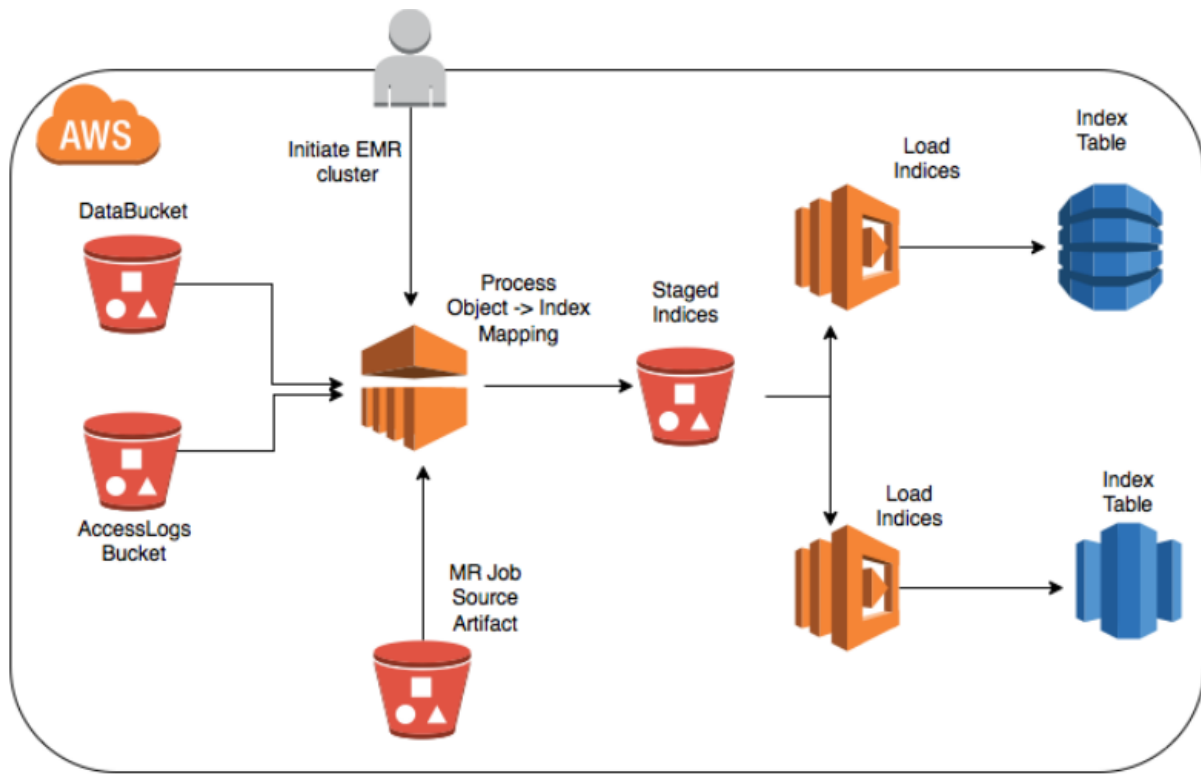 AWS
Initiate EMR
cluster
DataBucket
AccessLogs
Bucket
Process
Object -> Index
Mapping
MR Job
Source
Artifact
Staged
Indices
Load
Indices
Index
Table
Load
Indices
Index
Table